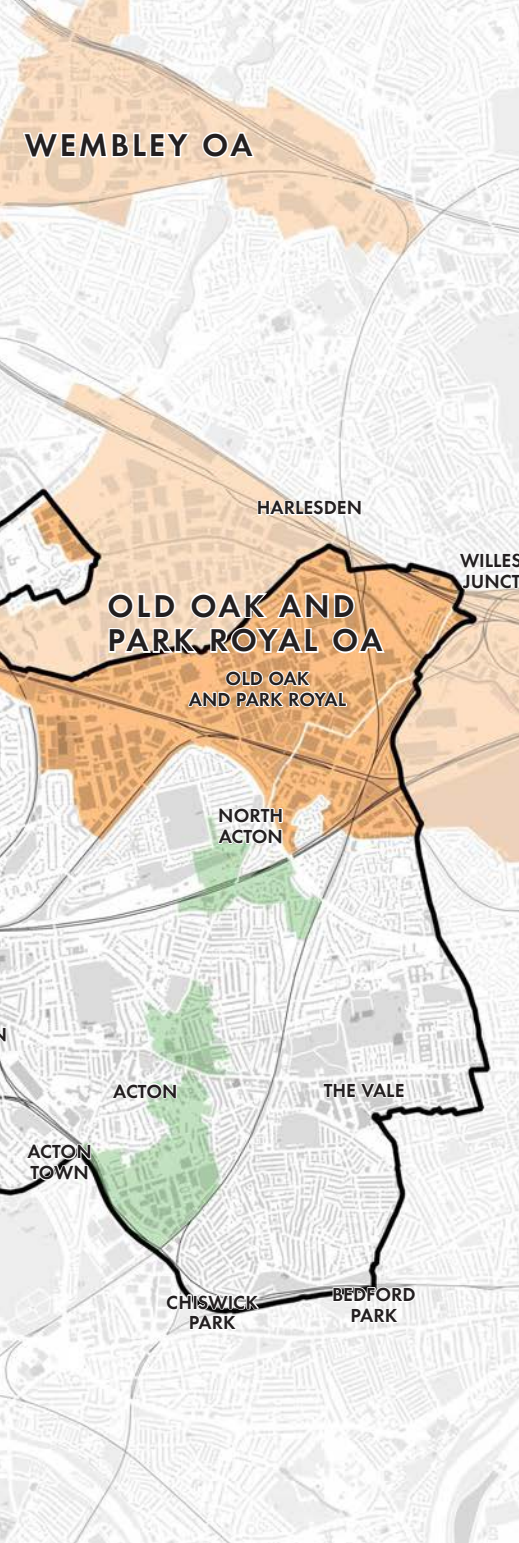 WEMBLEY OA
HARLESDEN
WILLES
JUNCT
OLD OAK AND
PARK ROYAL OA
OLD OAK
AND PARK ROYAL
NORTH
ACTON
N
ACTON
THE VALE
ACTON
TOWN
CHISWICK
PARK
BEDFORD
PARK